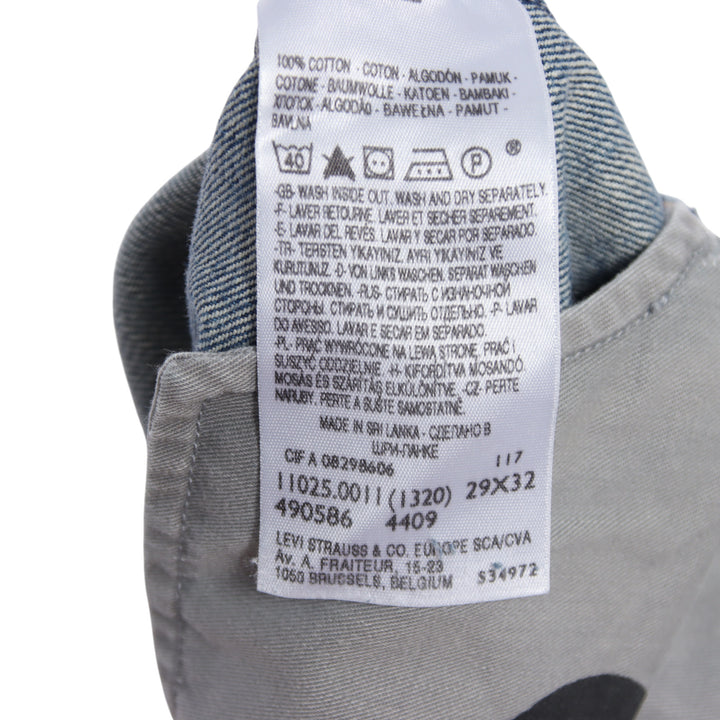 100% COTTON - COTON - ALGODÓN - PAMUK -
COTONE - BAUMWOLLE - KATOEN - BAMBAKI -
ХЛОПОК - ALGODÃO - BAWEŁNA - PAMUT -
BAVLNA
40 P ®
-GB- WASH INSIDE OUT. WASH AND DRY SEPARATELY.
-F- LAVER RETOURNE. LAVER ET SECHER SEPAREMENT.
-E- LAVAR DEL REVÉS. LAVAR Y SECAR POR SEPARADO.
-TR- TERSTEN YIKAYINIZ. AYRI YIKAYINIZ VE
KURUTUNUZ. -D- VON LINKS WASCHEN. SEPARAT WASCHEN
UND TROCKNEN. -RUS- СТИРАТЬ С ИЗНАНОЧНОЙ
СТОРОНЫ. СТИРАТЬ И СУШИТЬ ОТДЕЛЬНО. -P- LAVAR
DO AVESSO. LAVAR E SECAR EM SEPARADO.
-PL- PRAĆ WYWRÓCONE NA LEWĄ STRONĘ. PRAĆ I
SUSZYĆ ODDZIELNIE. -H- KIFORDÍTVA MOSANDÓ.
MOSÁS ÉS SZÁRÍTÁS ELKÜLÖNÍTVE. -CZ- PERTE
NARUBY. PERTE A SUŠTE SAMOSTATNĚ.
MADE IN SRI LANKA - СДЕЛАНО В
ШРИ-ЛАНКЕ
CIF A 08298606 117
11025.0011 (1320) 29X32
490586 4409
LEVI STRAUSS & CO. EUROPE SCA/CVA
Av. A. FRAITEUR, 15-23
1050 BRUSSELS, BELGIUM S34972